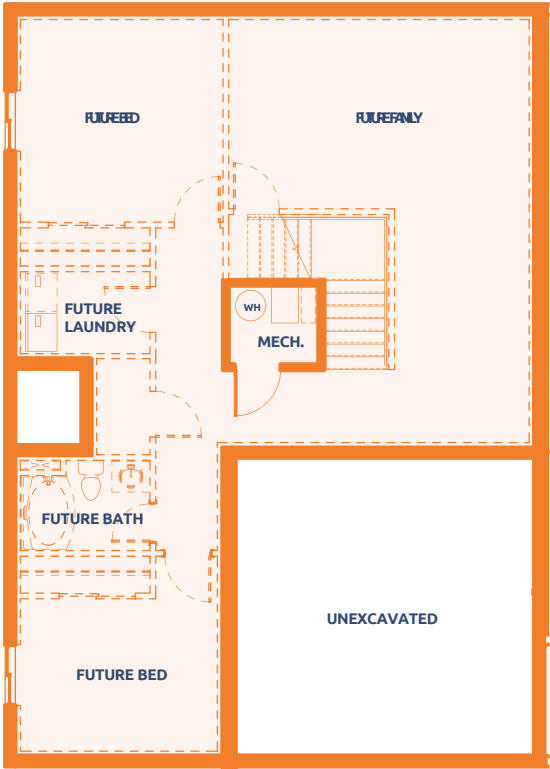 FUTURE BED
FUTURE FAMILY
FUTURE
LAUNDRY
WH
MECH.
FUTURE BATH
UNEXCAVATED
FUTURE BED